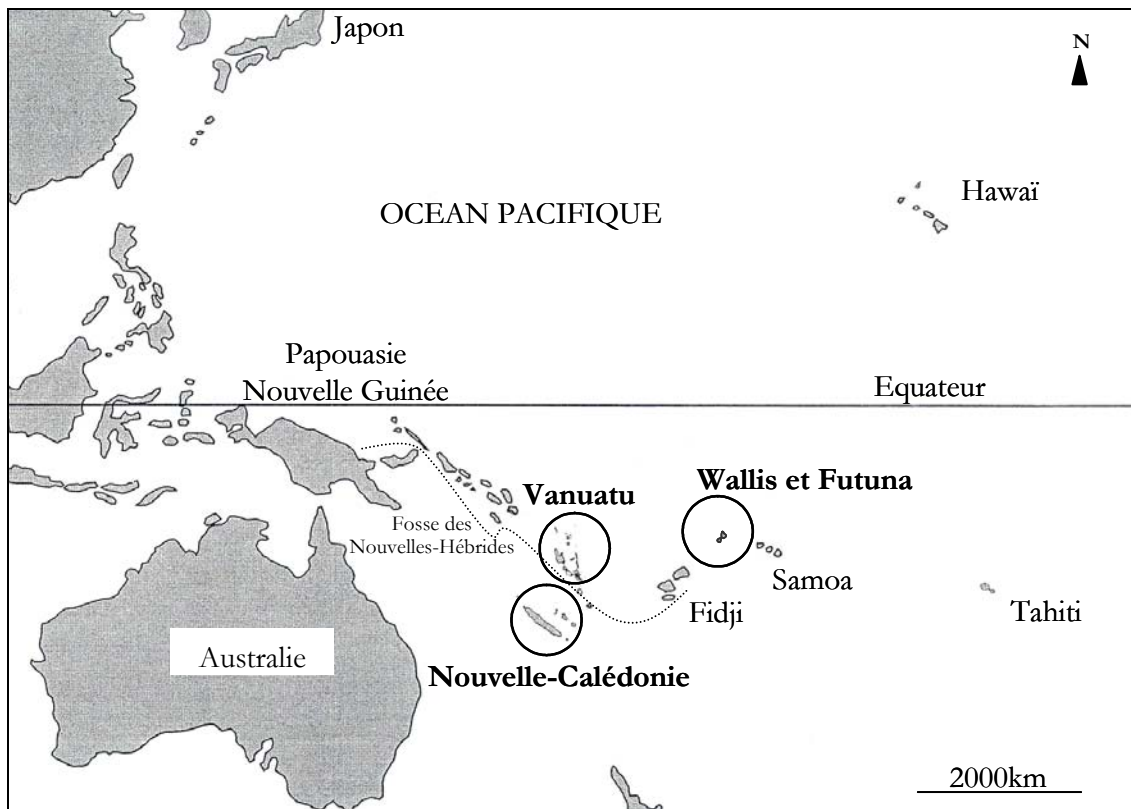 Japon
N
Hawaï
OCEAN PACIFIQUE
Papouasie
Nouvelle Guinée
Equateur
Wallis et Futuna
Vanuatu
Fosse des
Nouvelles-Hébrides
Samoa
Fidji
Tahiti
Australie
Nouvelle-Calédonie
2000km